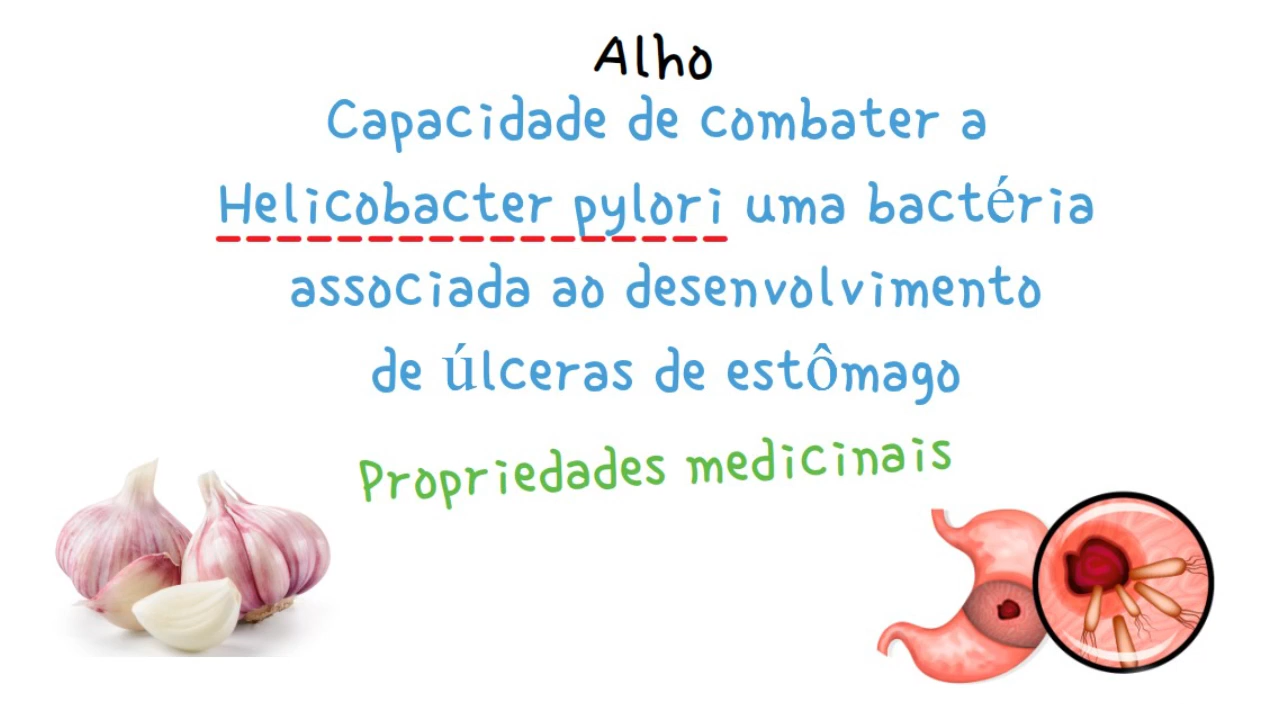 Alho
Capacidade de combater a
Helicobacter pylori uma bactéria
associada ao desenvolvimento
de úlceras de estômago
Propriedades medicinais